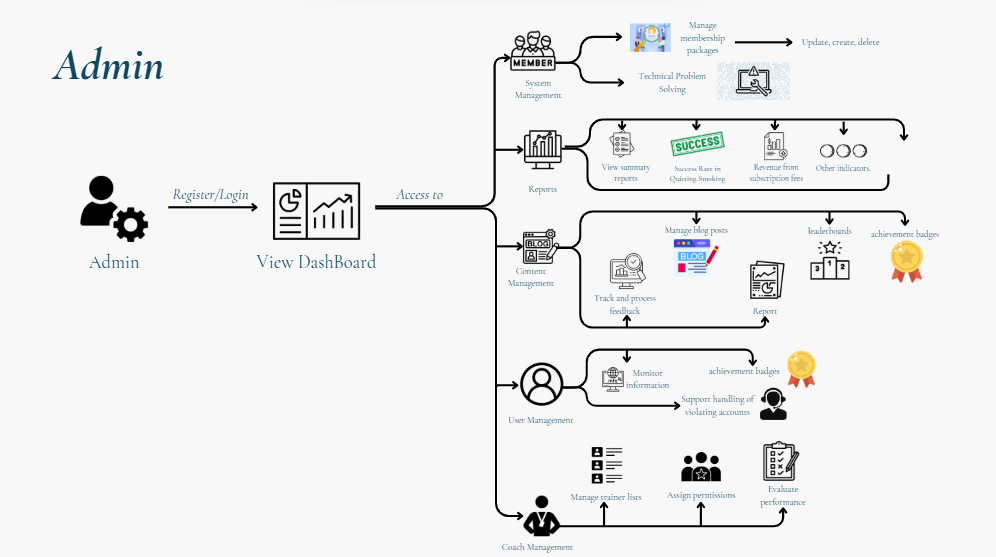 Admin
Register/Login
Admin
View DashBoard
Access to
MEMBER
System
Management
Manage
membership
packages
Update, create, delete
Technical Problem
Solving
Reports
View summary
reports
SUCCESS
Success Rate in
Quitting Smoking
Revenue from
subscription fees
Other indicators.
BLOG
Content
Management
Manage blog posts
BLOG
leaderboards
3 1 2
achievement badges
Track and process
feedback
Report
User Management
Monitor
information
achievement badges
Support handling of
violating accounts
Coach Management
Manage trainer lists
Assign permissions
Evaluate
performance